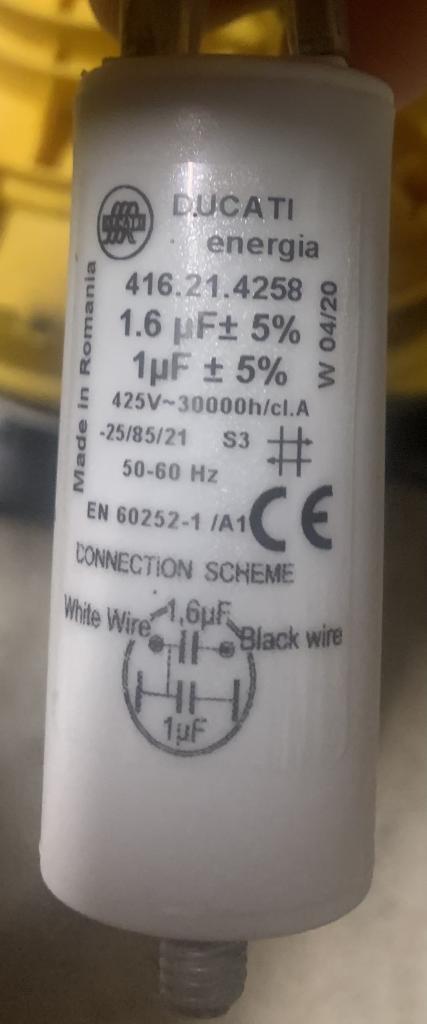 DUCATI
energia
416.21.4258
1.6 µF± 5%
1µF ± 5%
425V~30000h/cl.A
-25/85/21 S3
50-60 Hz
EN 60252-1 /A1 CE
Made in Romania
W 04/20
CONNECTION SCHEME
1,6µF
White Wire
Black wire
1µF